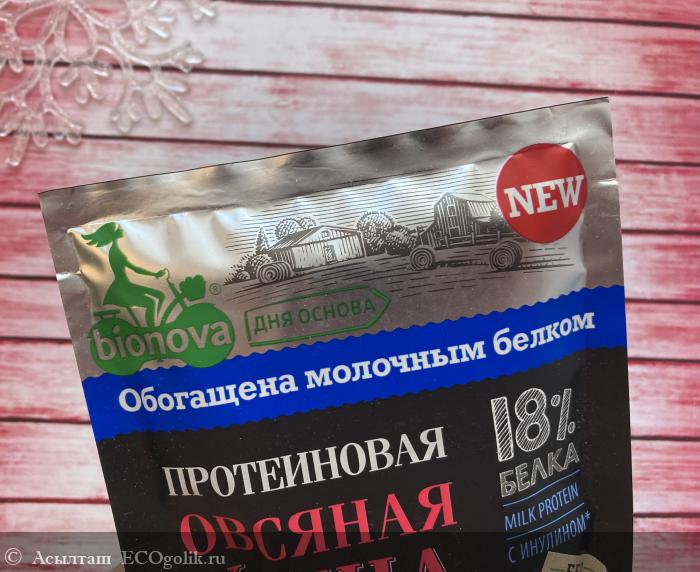 NEW
bionova®
ДНЯ ОСНОВА
Обогащена молочным белком
18%
БЕЛКА
MILK PROTEIN
С ИНУЛИНОМ*
ПРОТЕИНОВАЯ
ОВСЯНАЯ
© Асылташ ECOgolik.ru